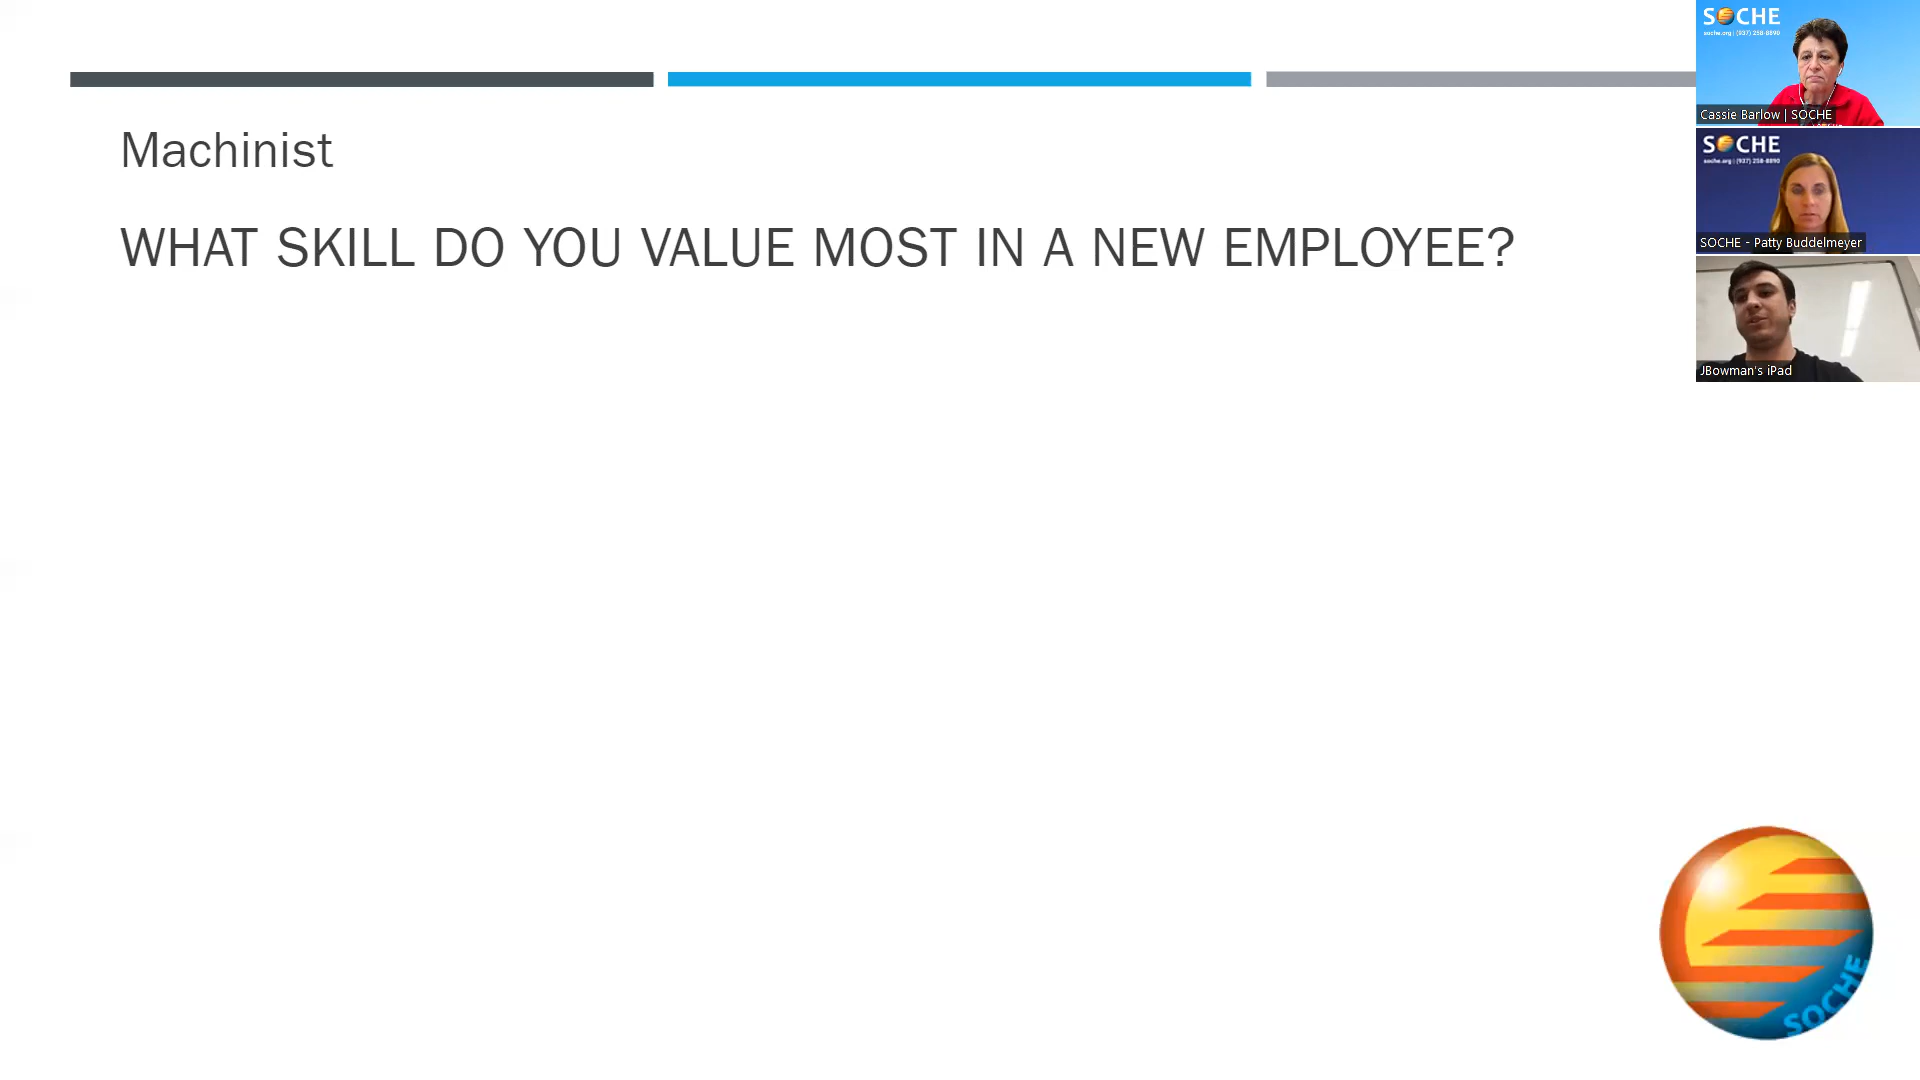 Machinist
WHAT SKILL DO YOU VALUE MOST IN A NEW EMPLOYEE?
SOCHE
soche.org | (937) 258-8890
Cassie Barlow | SOCHE
SOCHE
soche.org | (937) 258-8890
SOCHE - Patty Buddelmeyer
JBowman's iPad
SOCHE